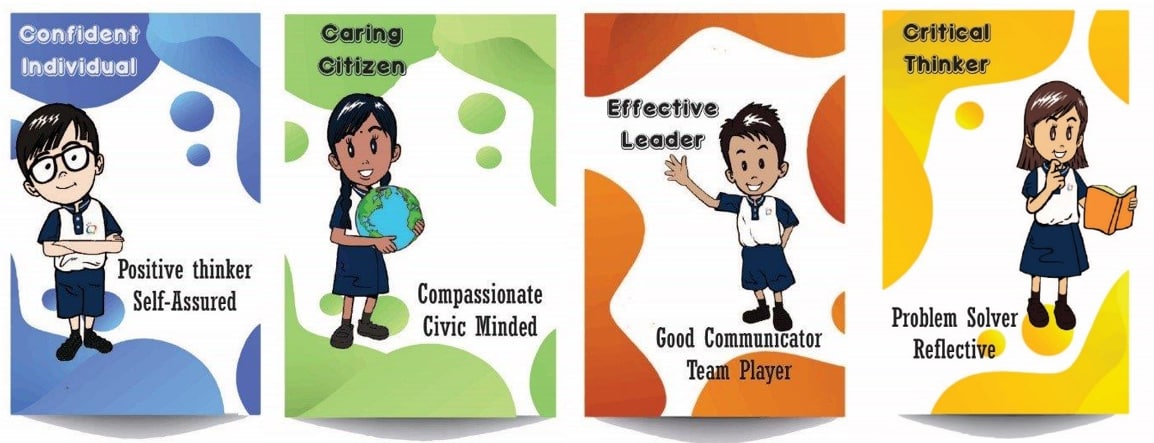 Confident
Individual
Positive thinker
Self-Assured
Caring
Citizen
Compassionate
Civic Minded
Effective
Leader
Good Communicator
Team Player
Critical
Thinker
Problem Solver
Reflective